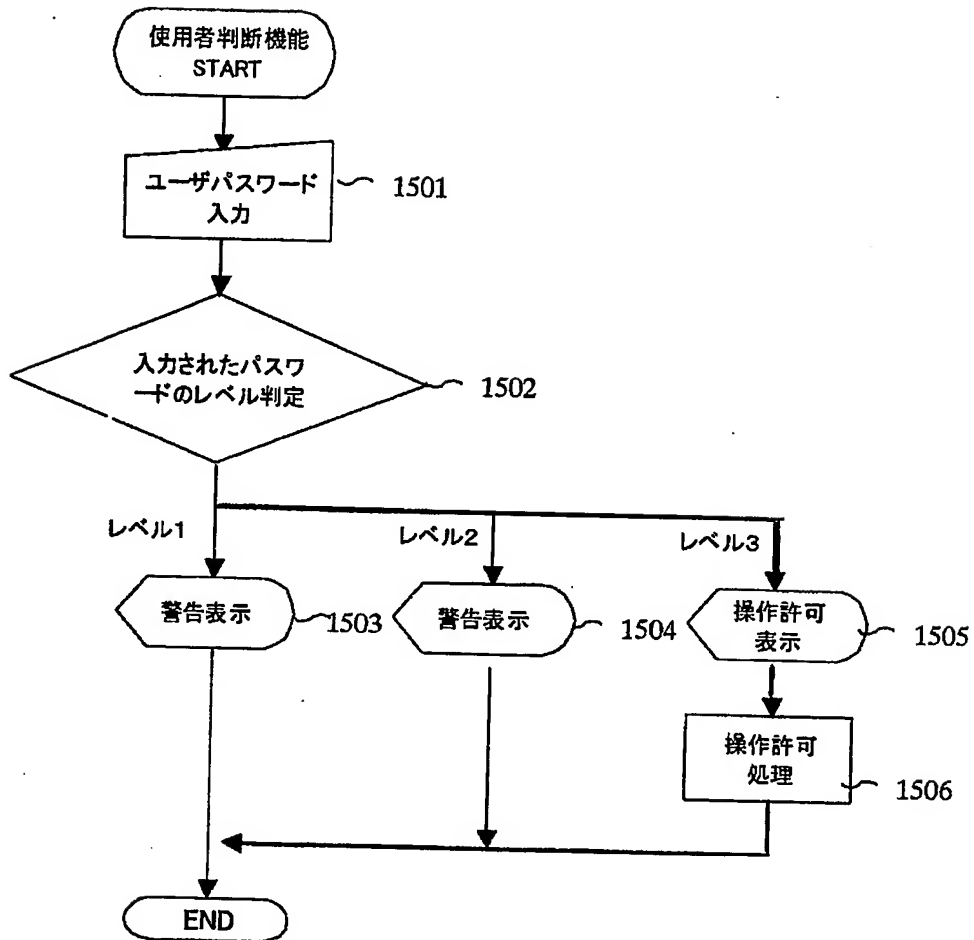 使用者判断機能
START
ユーザパスワード
入力
1501
入力されたパスワ
ードのレベル判定
1502
レベル1
レベル2
レベル3
警告表示
1503
警告表示
1504
操作許可
表示
1505
操作許可
処理
1506
END